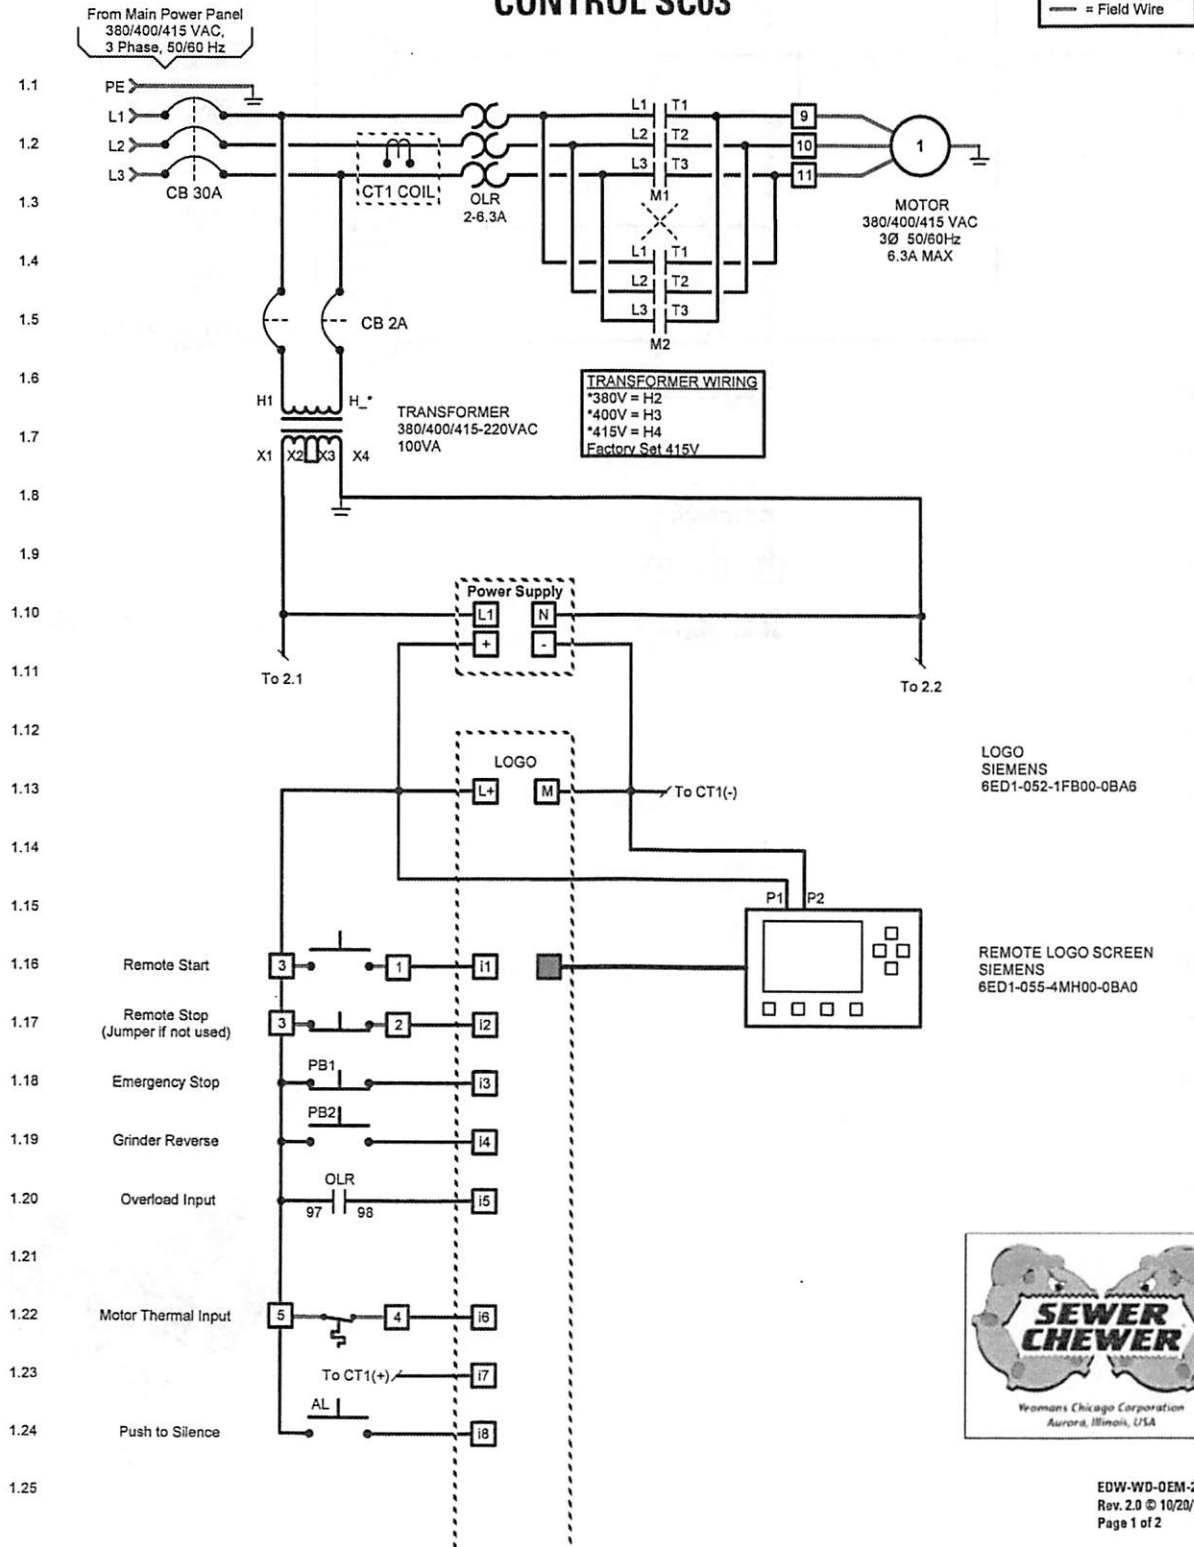 CONTROL SC03
= Field Wire
From Main Power Panel
380/400/415 VAC,
3 Phase, 50/60 Hz
1.1
PE
L1
1.2
L2
L3
CB 30A
CT1 COIL
OLR
2-6.3A
L1 T1
L2 T2
L3 T3
M1
9
10
11
1
MOTOR
380/400/415 VAC
3Ø 50/60Hz
6.3A MAX
1.3
1.4
L1 T1
L2 T2
L3 T3
M2
1.5
CB 2A
1.6
H1
H_*
TRANSFORMER
380/400/415-220VAC
100VA
TRANSFORMER WIRING
*380V = H2
*400V = H3
*415V = H4
Factory Set 415V
1.7
X1 X2 X3 X4
1.8
1.9
Power Supply
1.10
L1 N
+ -
1.11
To 2.1
To 2.2
1.12
LOGO
LOGO
SIEMENS
6ED1-052-1FB00-0BA6
1.13
L+ M
To CT1(-)
1.14
1.15
P1 P2
1.16
Remote Start
3 1 i1
REMOTE LOGO SCREEN
SIEMENS
6ED1-055-4MH00-0BA0
1.17
Remote Stop
(Jumper if not used)
3 2 i2
1.18
Emergency Stop
PB1
i3
1.19
Grinder Reverse
PB2
i4
1.20
Overload Input
OLR
97 98
i5
1.21
1.22
Motor Thermal Input
5 4 i6
1.23
To CT1(+)
i7
1.24
Push to Silence
AL
i8
1.25
SEWER
CHEWER
Yeomans Chicago Corporation
Aurora, Illinois, USA
EDW-WD-OEM-2
Rev. 2.0 © 10/20/
Page 1 of 2